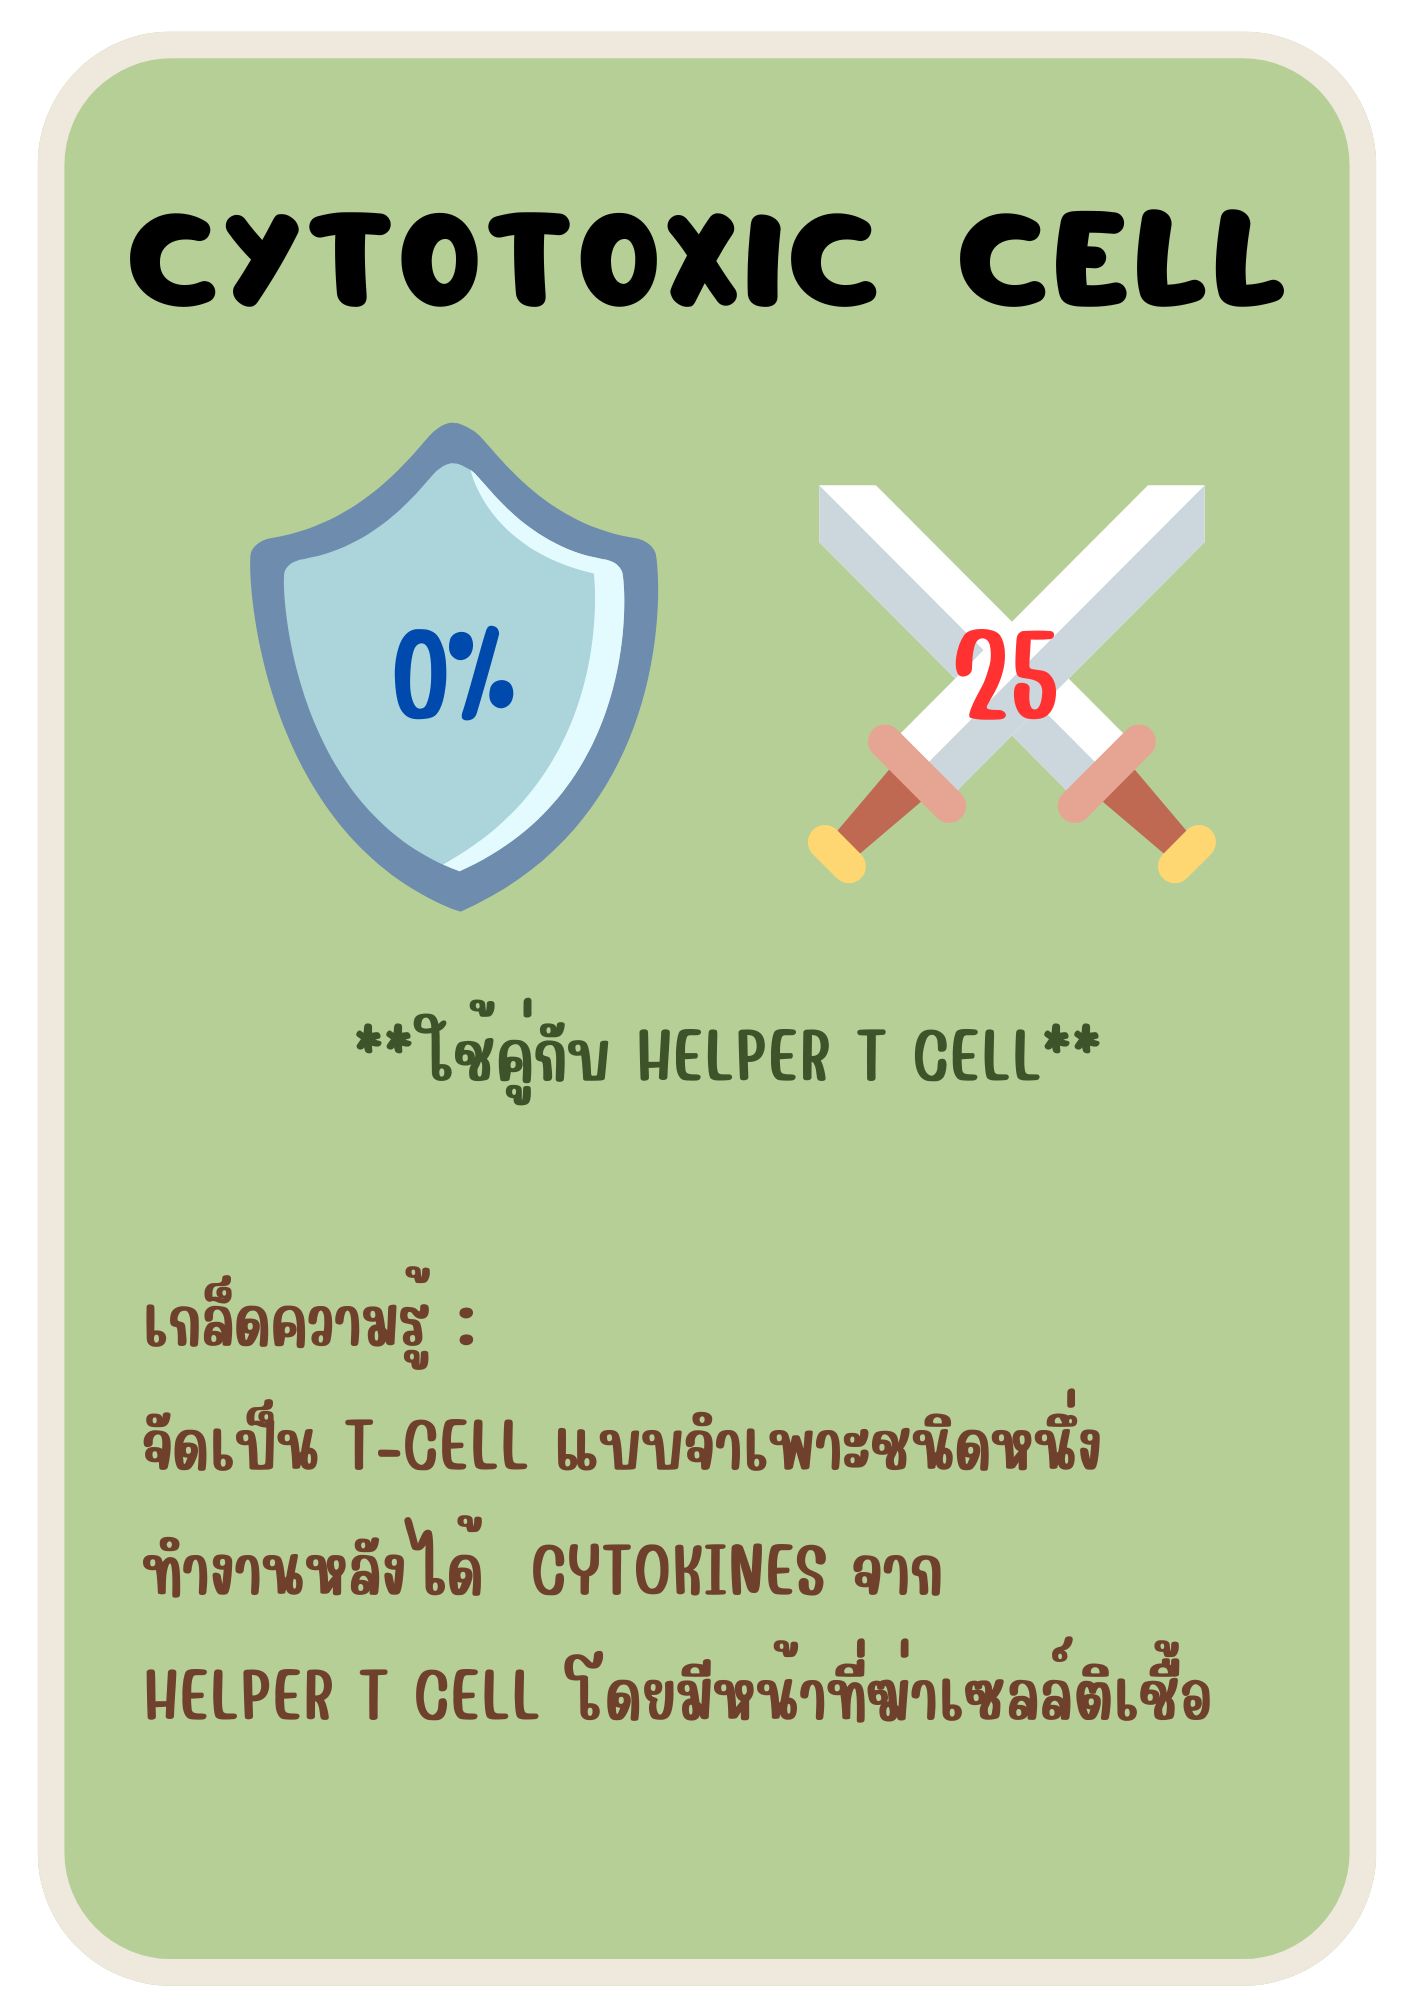 CYTOTOXIC CELL
0%
25
**ใช้คู่กับ HELPER T CELL**
เกล็ดความรู้ :
จัดเป็น T-CELL แบบจำเพาะชนิดหนึ่ง
ทำงานหลังได้ CYTOKINES จาก
HELPER T CELL โดยมีหน้าที่ฆ่าเซลล์ติเชื้อ